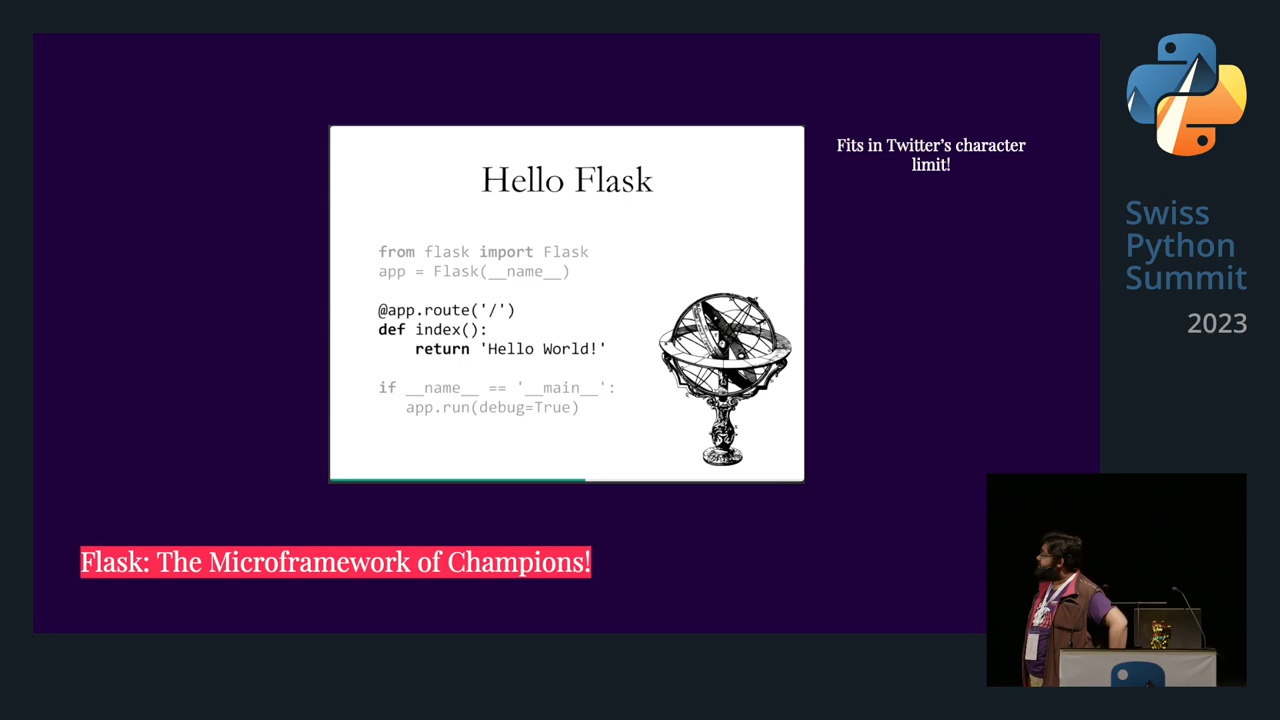 Fits in Twitter’s character
limit!
Hello Flask
from flask import Flask
app = Flask(__name__)
@app.route('/')
def index():
    return 'Hello World!'
if __name__ == '__main__':
   app.run(debug=True)
Flask: The Microframework of Champions!
Swiss
Python
Summit
2023